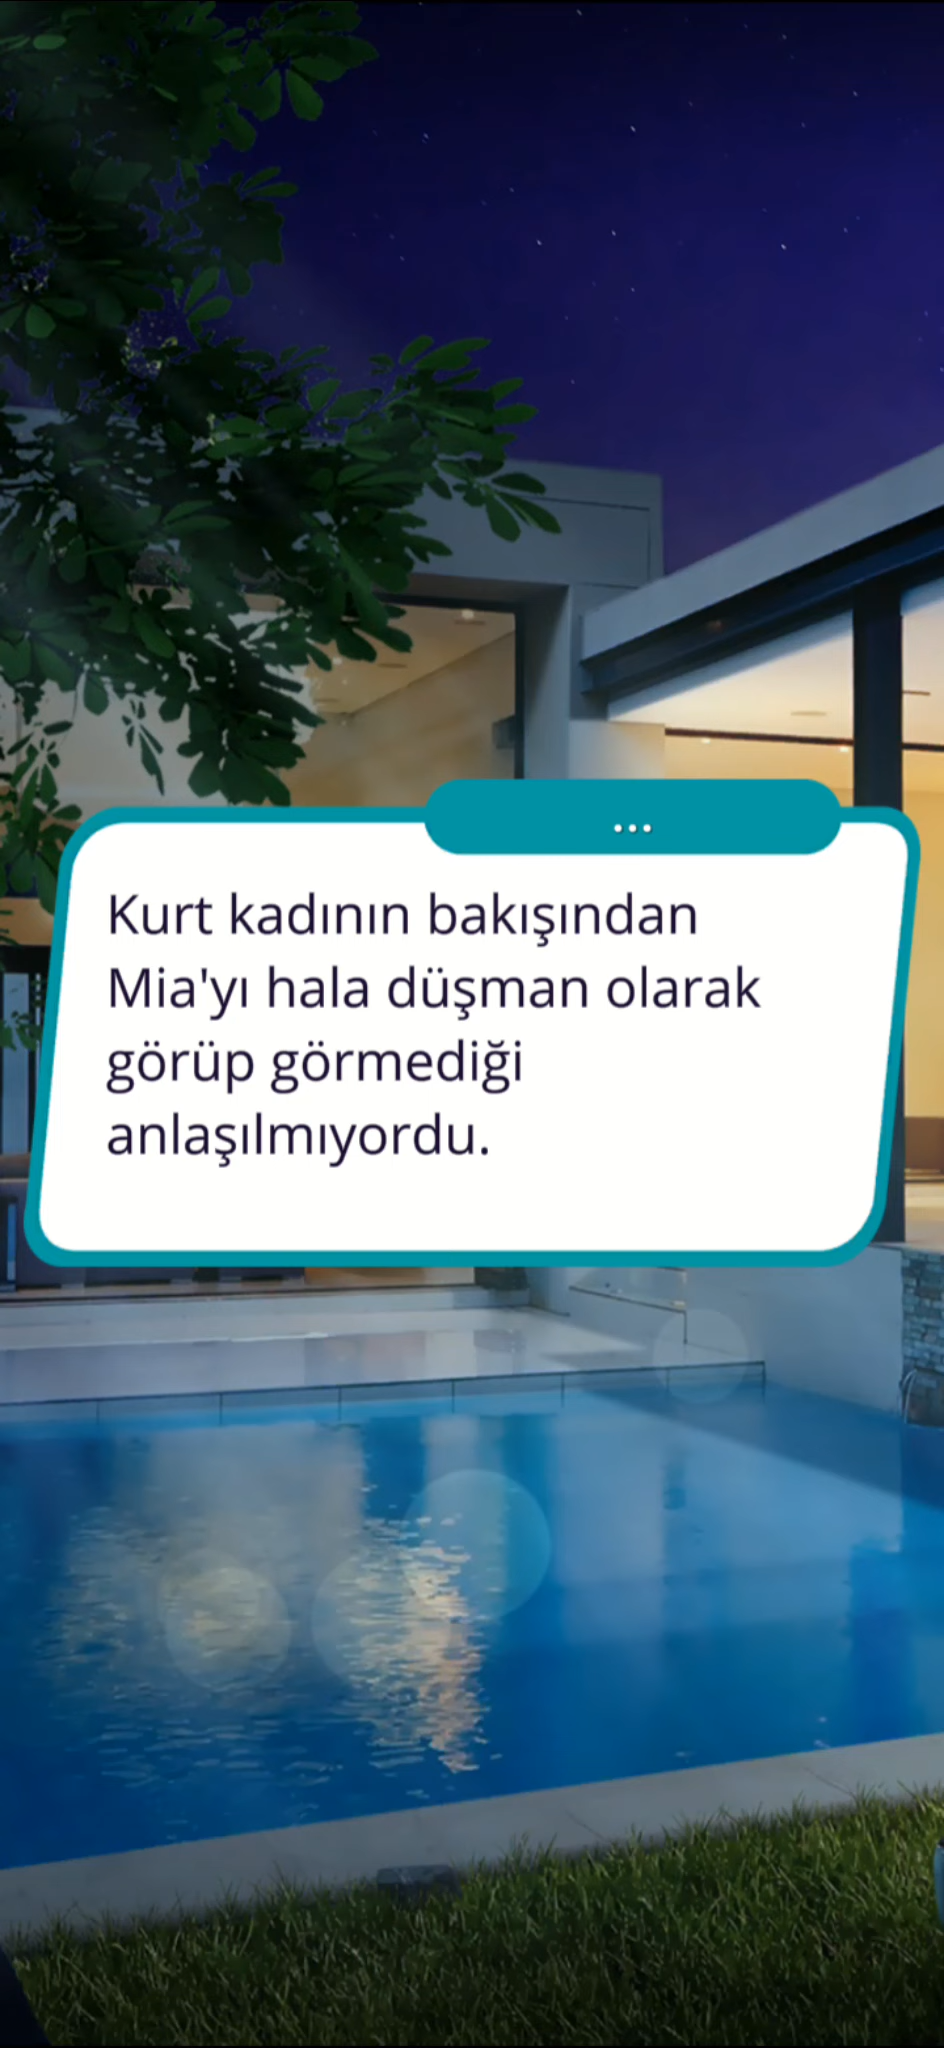 ...
Kurt kadının bakışından
Mia'yı hala düşman olarak
görüp görmediği
anlaşılmıyordu.